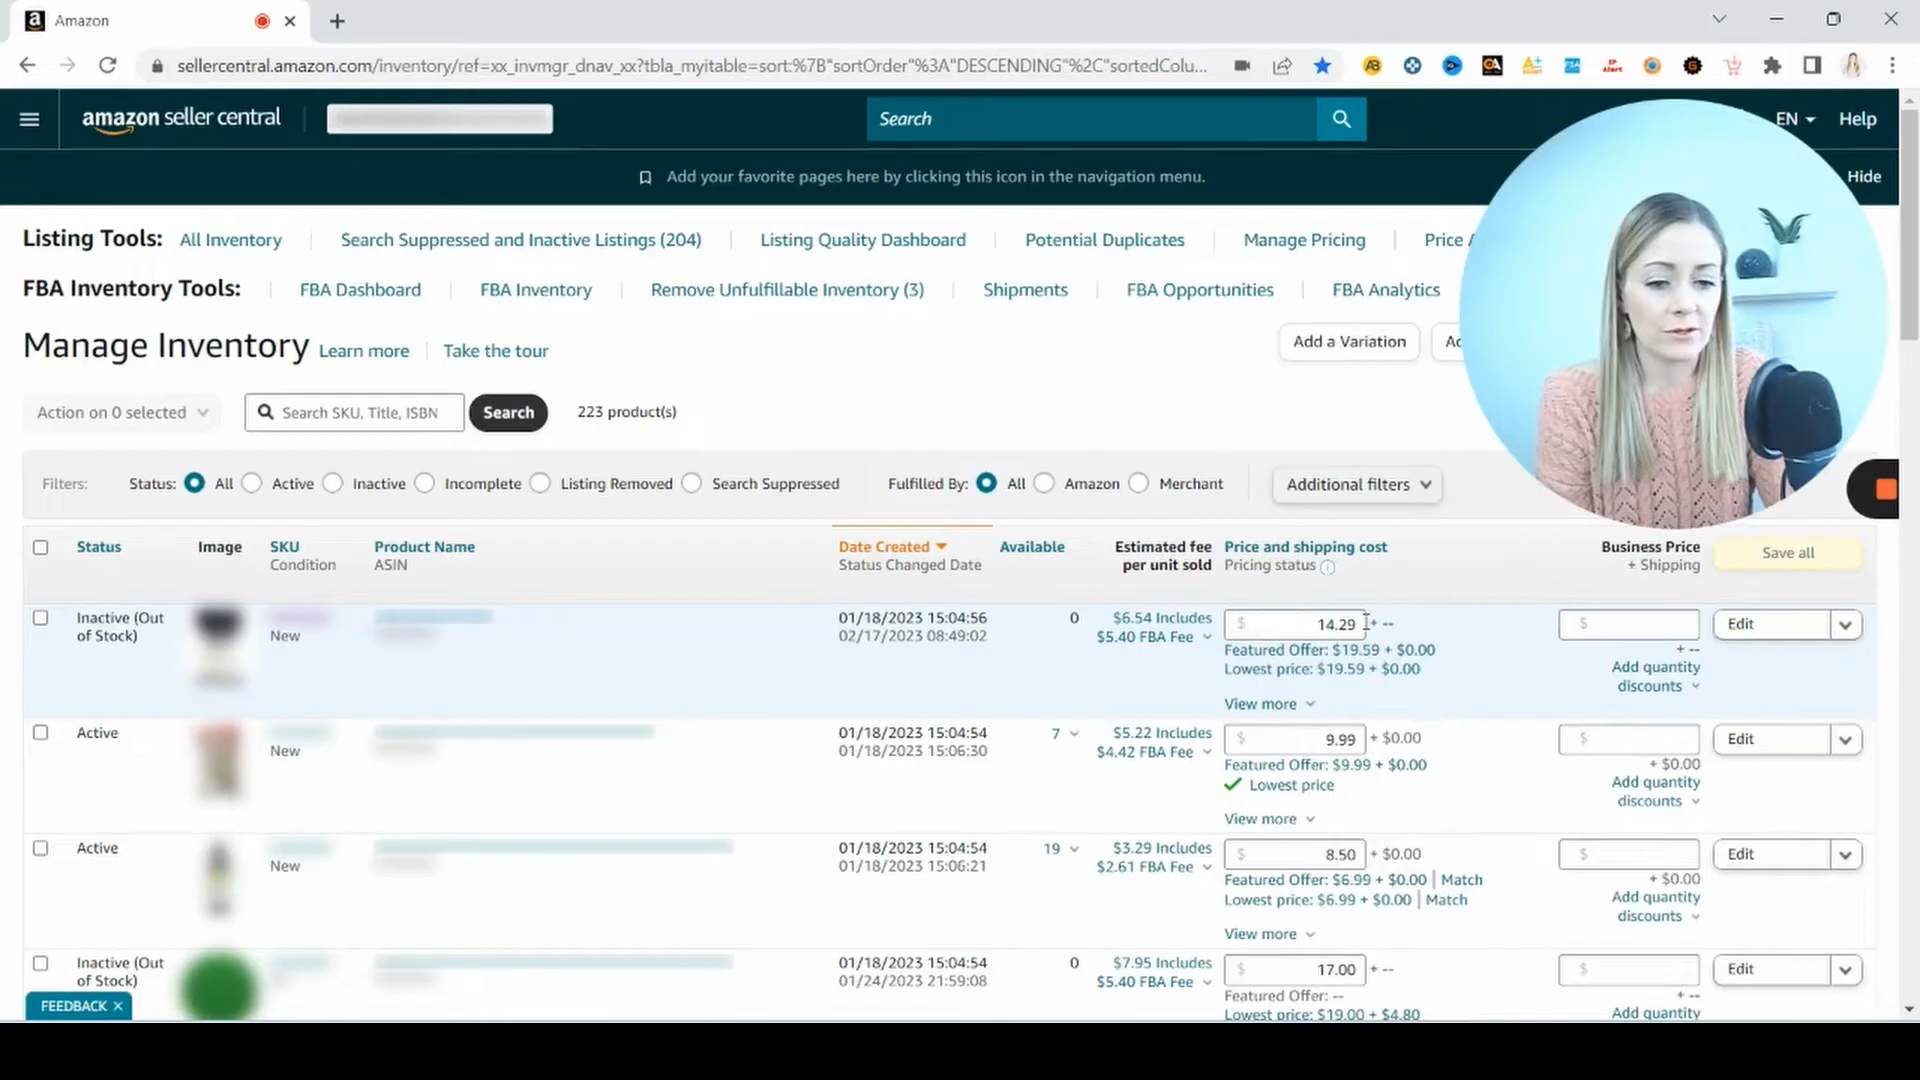 Amazon
sellercentral.amazon.com/inventory/ref=xx_invmgr_dnav_xx?tbla_myitable=sort:%7B"sortOrder"%3A"DESCENDING"%2C"sortedColu...
amazon seller central
Search
EN
Help
Add your favorite pages here by clicking this icon in the navigation menu.
Hide
Listing Tools: All Inventory | Search Suppressed and Inactive Listings (204) | Listing Quality Dashboard | Potential Duplicates | Manage Pricing | Price A
FBA Inventory Tools: | FBA Dashboard | FBA Inventory | Remove Unfulfillable Inventory (3) | Shipments | FBA Opportunities | FBA Analytics
Manage Inventory Learn more | Take the tour
Add a Variation
Action on 0 selected
Search SKU, Title, ISBN
Search
223 product(s)
Filters: Status: All Active Inactive Incomplete Listing Removed Search Suppressed Fulfilled By: All Amazon Merchant Additional filters
Status Image SKU Product Name Date Created Available Estimated fee Price and shipping cost Business Price Save all
Condition ASIN Status Changed Date per unit sold Pricing status + Shipping
Inactive (Out 01/18/2023 15:04:56 0 $6.54 Includes $ 14.29 + -- $ Edit
of Stock) New 02/17/2023 08:49:02 $5.40 FBA Fee
Featured Offer: $19.59 + $0.00 + --
Lowest price: $19.59 + $0.00 Add quantity
discounts
View more
Active 01/18/2023 15:04:54 7 $5.22 Includes $ 9.99 + $0.00 $ Edit
New 01/18/2023 15:06:30 $4.42 FBA Fee
Featured Offer: $9.99 + $0.00 + $0.00
Lowest price Add quantity
discounts
View more
Active 01/18/2023 15:04:54 19 $3.29 Includes $ 8.50 + $0.00 $ Edit
New 01/18/2023 15:06:21 $2.61 FBA Fee
Featured Offer: $6.99 + $0.00 | Match + $0.00
Lowest price: $6.99 + $0.00 | Match Add quantity
discounts
View more
Inactive (Out 01/18/2023 15:04:54 0 $7.95 Includes $ 17.00 + -- $ Edit
of Stock) 01/24/2023 21:59:08 $5.40 FBA Fee
Featured Offer: -- + --
Lowest price: $19.00 + $4.80 Add quantity
FEEDBACK